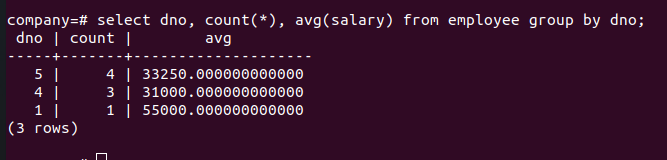 company=# select dno, count(*), avg(salary) from employee group by dno;
 dno | count |        avg
-----+-------+--------------------
   5 |     4 | 33250.000000000000
   4 |     3 | 31000.000000000000
   1 |     1 | 55000.000000000000
(3 rows)